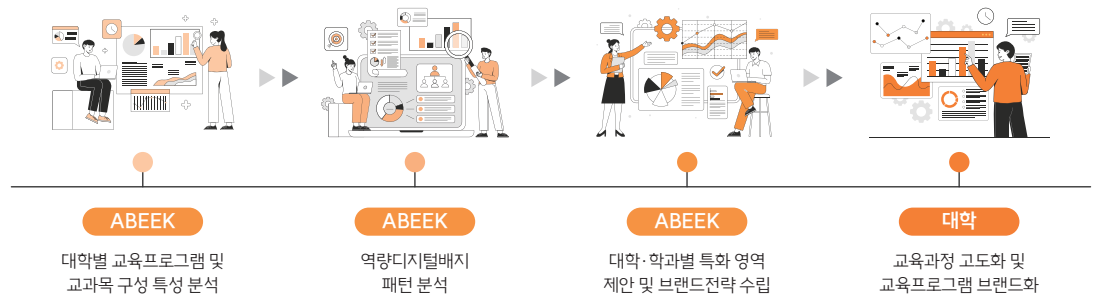 ABEEK
대학별 교육프로그램 및
교과목 구성 특성 분석
ABEEK
역량디지털배지
패턴 분석
ABEEK
대학·학과별 특화 영역
제안 및 브랜드전략 수립
대학
교육과정 고도화 및
교육프로그램 브랜드화